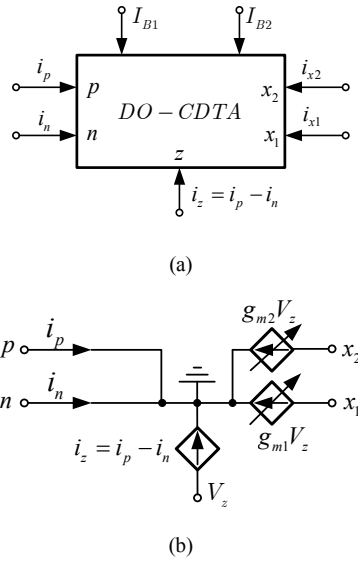 I_{B1} I_{B2}
i_p i_{x2}
p DO-CDTA x_2
i_n i_{x1}
n x_1
z
i_z = i_p - i_n
(a)
g_{m2}V_z
p i_p x_2
n i_n x_1
i_z = i_p - i_n g_{m1}V_z
V_z
(b)